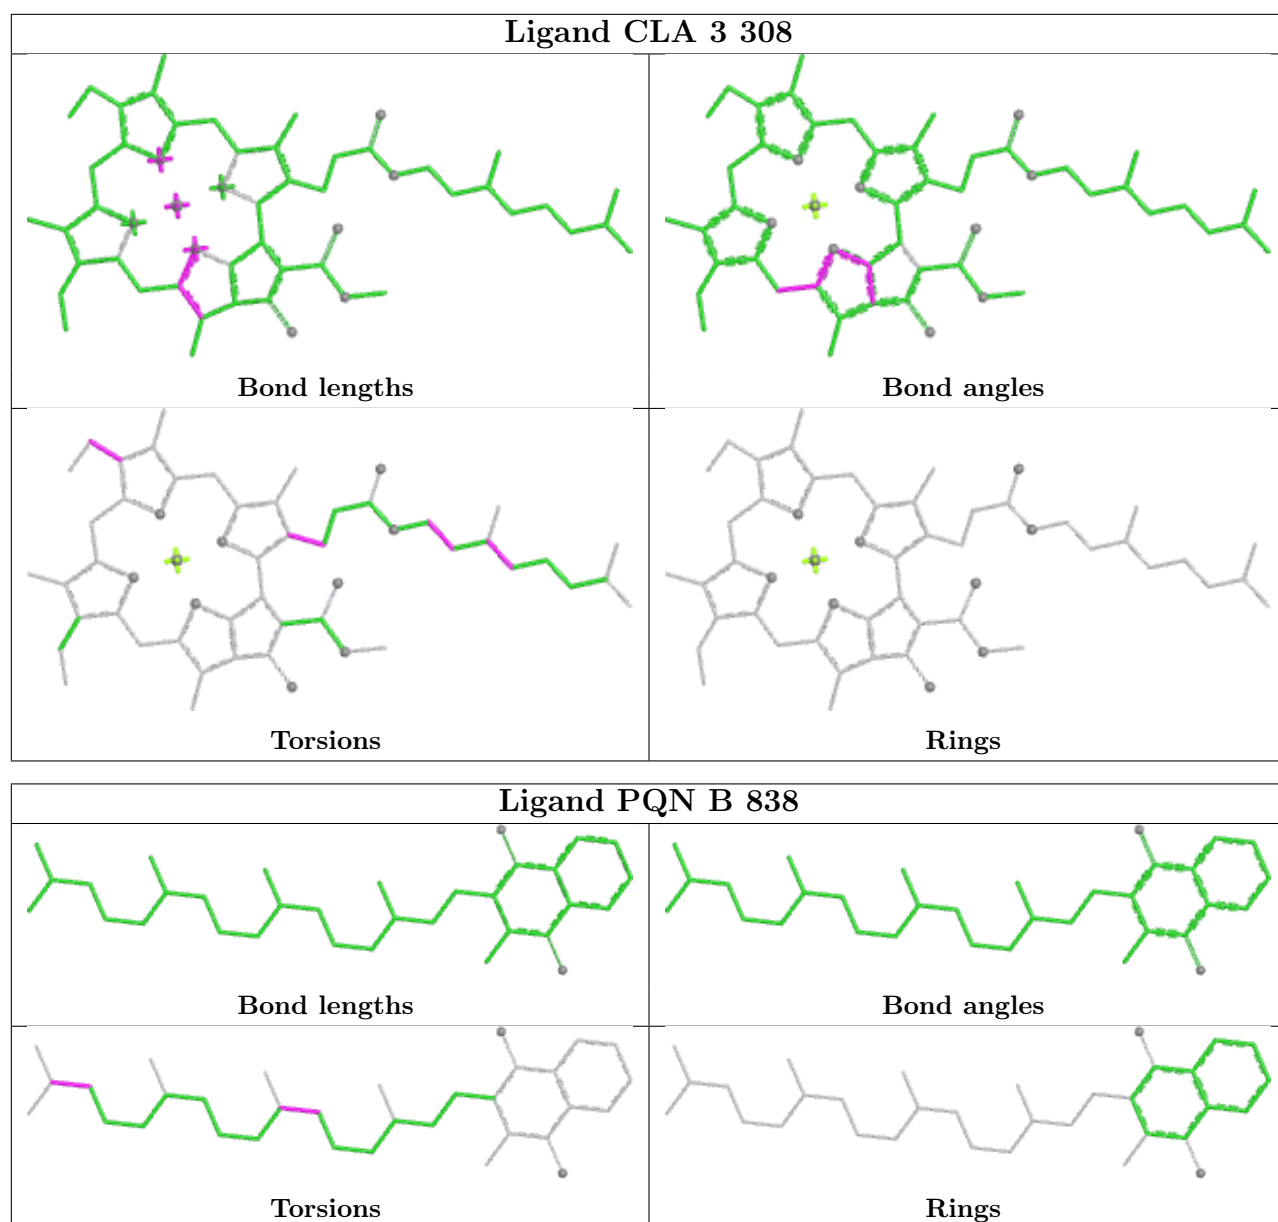 Ligand CLA 3 308
Bond lengths
Bond angles
Torsions
Rings
Ligand PQN B 838
Bond lengths
Bond angles
Torsions
Rings